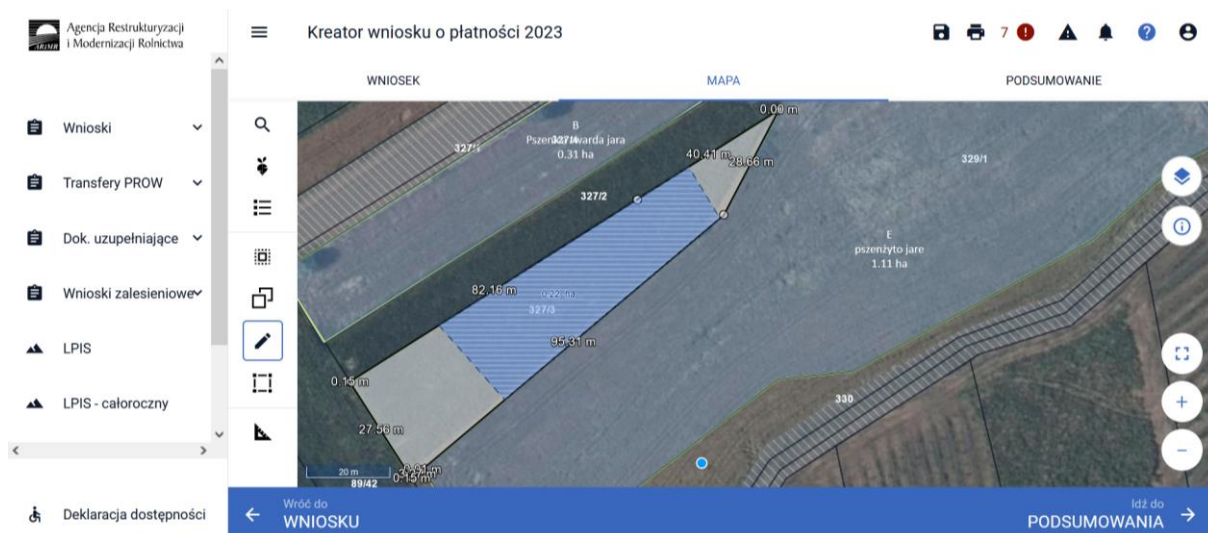 Agencja Restrukturyzacji
i Modernizacji Rolnictwa
ARiMR
Kreator wniosku o płatności 2023
7
WNIOSEK
MAPA
PODSUMOWANIE
Wnioski
Transfery PROW
Dok. uzupełniające
Wnioski zalesieniowe
LPIS
LPIS - całoroczny
Deklaracja dostępności
0,00 m
B
jara
0.31 ha
40,41 m
28,66 m
329/1
327/2
E
pszenżyto jare
1.11 ha
82,16 m
0.22 ha
327/3
95,31 m
0,15 m
330
27,56 m
20 m
0,15 m
89/42
Wróć do
WNIOSKU
Idź do
PODSUMOWANIA